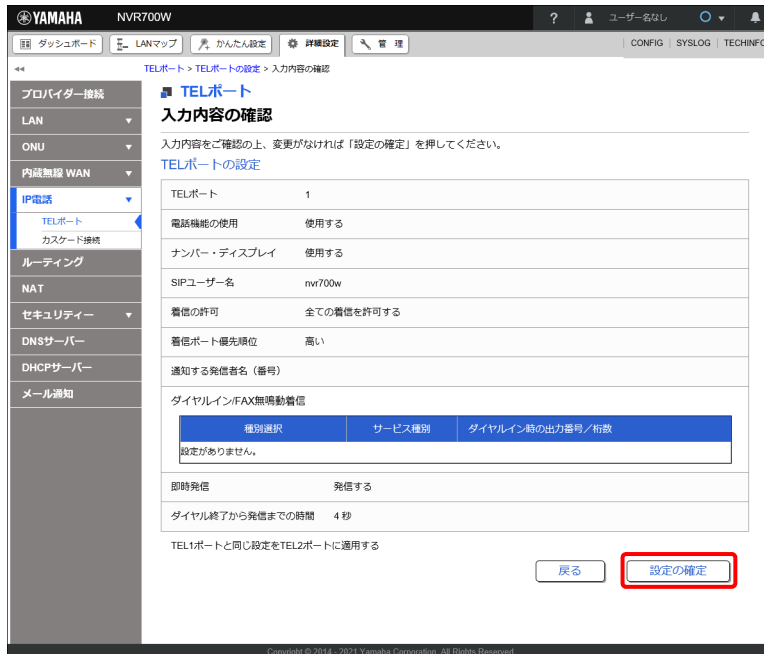 YAMAHA NVR700W ? ユーザー名なし
ダッシュボード LANマップ かんたん設定 詳細設定 管 理 CONFIG SYSLOG TECHINFO
TELポート > TELポートの設定 > 入力内容の確認
プロバイダー接続
LAN
ONU
内蔵無線 WAN
IP電話
TELポート
カスケード接続
ルーティング
NAT
セキュリティー
DNSサーバー
DHCPサーバー
メール通知
TELポート
入力内容の確認
入力内容をご確認の上、変更がなければ「設定の確定」を押してください。
TELポートの設定
TELポート 1
電話機能の使用 使用する
ナンバー・ディスプレイ 使用する
SIPユーザー名 nvr700w
着信の許可 全ての着信を許可する
着信ポート優先順位 高い
通知する発信者名（番号）
ダイヤルイン/FAX無鳴動着信
種別選択 サービス種別 ダイヤルイン時の出力番号／桁数
設定がありません。
即時発信 発信する
ダイヤル終了から発信までの時間 4 秒
TEL1ポートと同じ設定をTEL2ポートに適用する
戻る 設定の確定
Copyright © 2014 - 2021 Yamaha Corporation. All Rights Reserved.